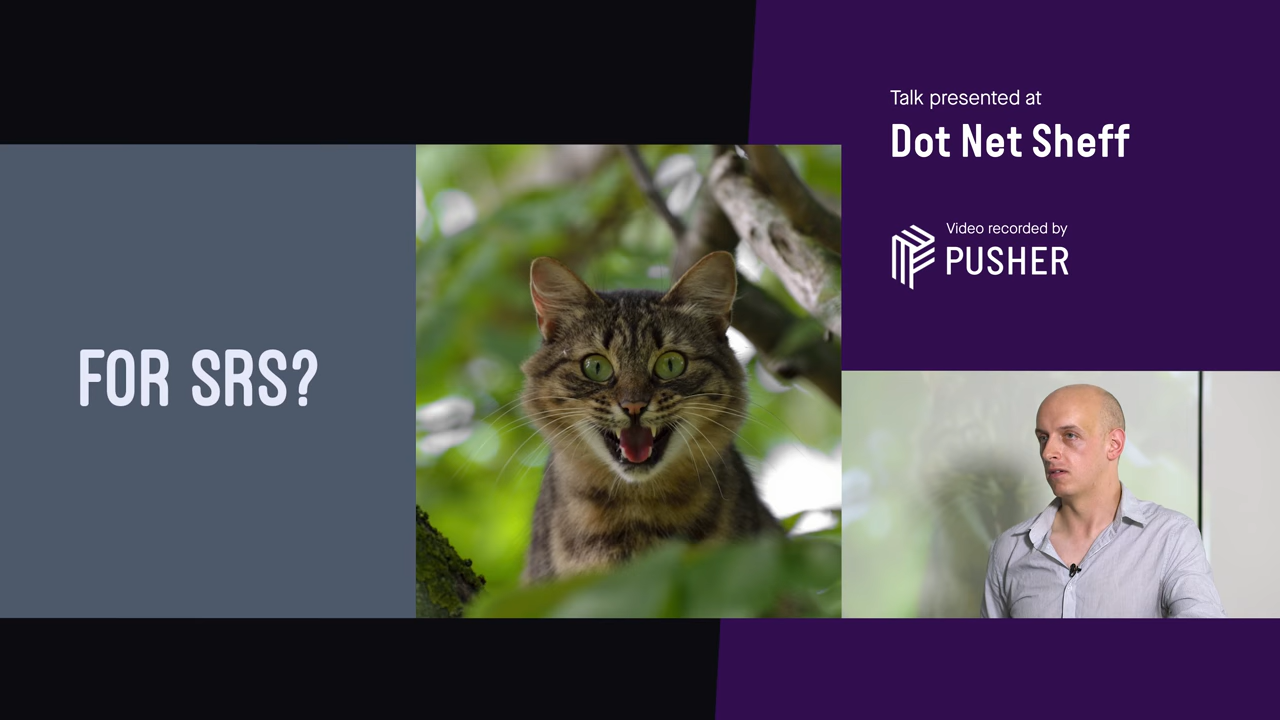 FOR SRS?
Talk presented at
Dot Net Sheff
Video recorded by
PUSHER